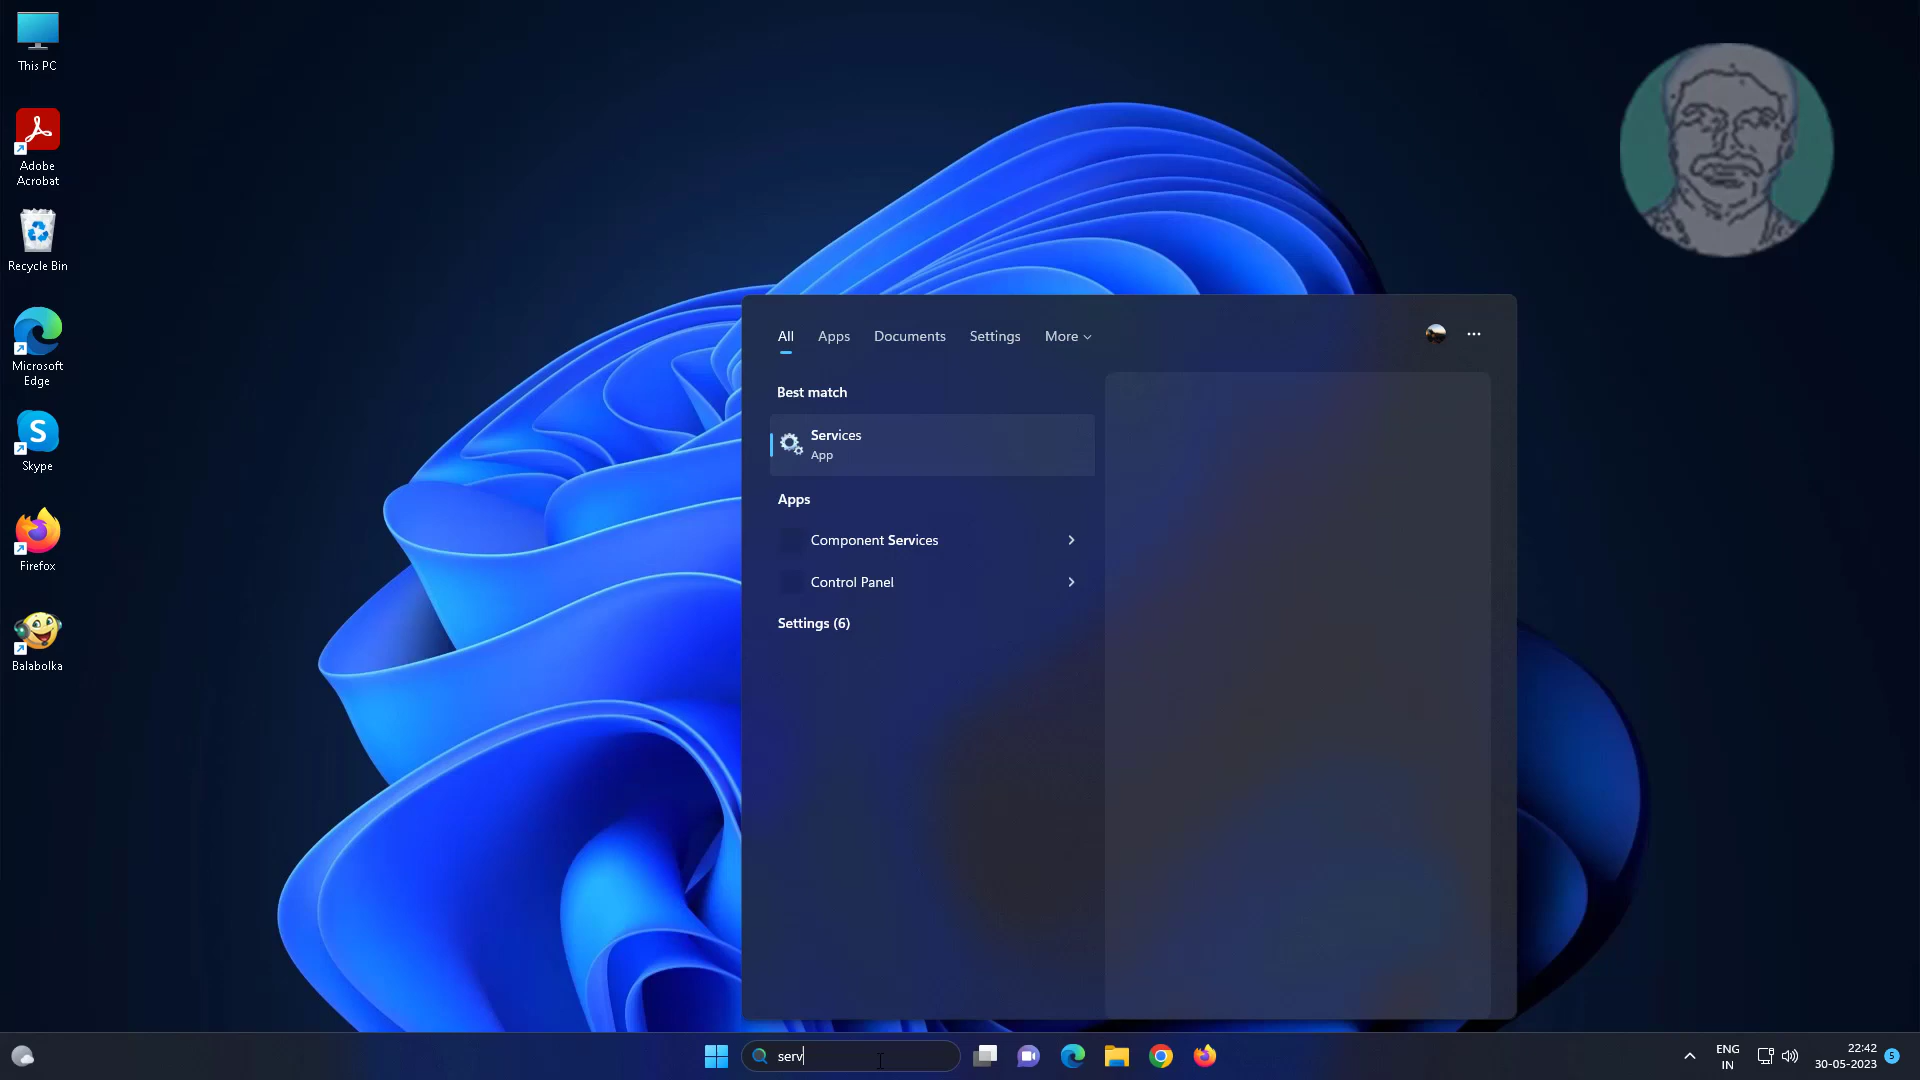 This PC
Adobe
Acrobat
Recycle Bin
Microsoft
Edge
S
Skype
Firefox
Balabolka
All Apps Documents Settings More
Best match
Services
App
Apps
Component Services
Control Panel
Settings (6)
serv
ENG
IN
22:42
30-05-2023
5